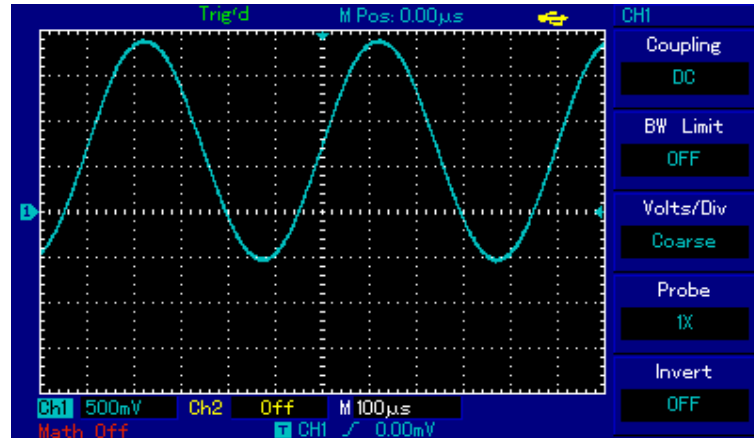 Trig'd M Pos: 0.00µs CH1
Coupling
DC
BW Limit
OFF
Volts/Div
Coarse
Probe
1X
Invert
OFF
1
Ch1 500mV Ch2 Off M 100µs
Math Off T CH1 0.00mV